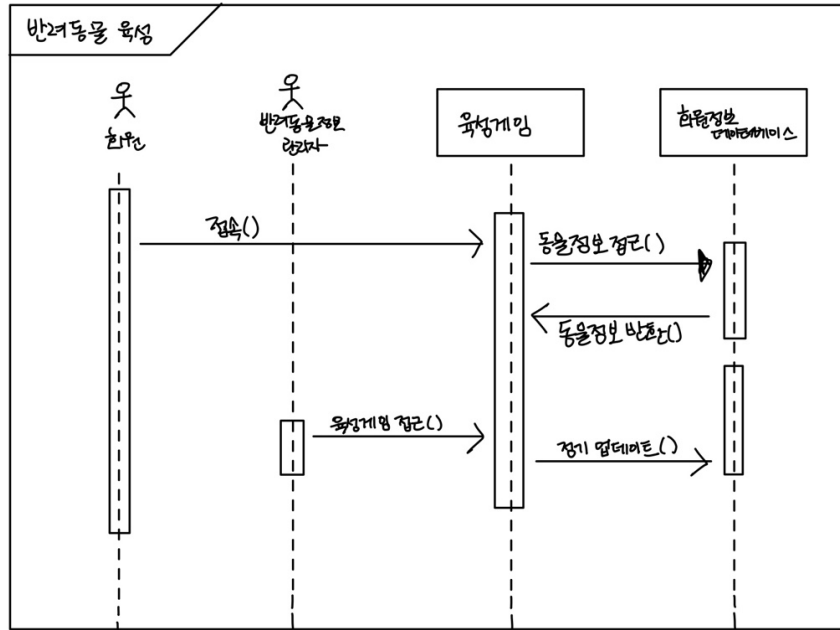 반려동물 육성
회원
반려동물정보
관리자
육성게임
회원정보
데이터베이스
접속()
동물정보 접근()
동물정보 반환()
육성게임 접근()
정기 업데이트()